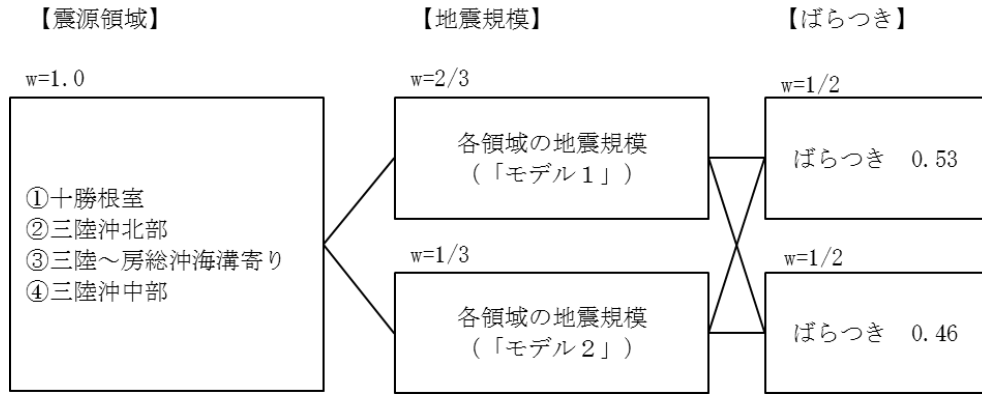 【震源領域】
【地震規模】
【ばらつき】
w=1.0
w=2/3
w=1/2
①十勝根室
②三陸沖北部
③三陸～房総沖海溝寄り
④三陸沖中部
各領域の地震規模
（「モデル１」）
ばらつき 0.53
w=1/3
w=1/2
各領域の地震規模
（「モデル２」）
ばらつき 0.46